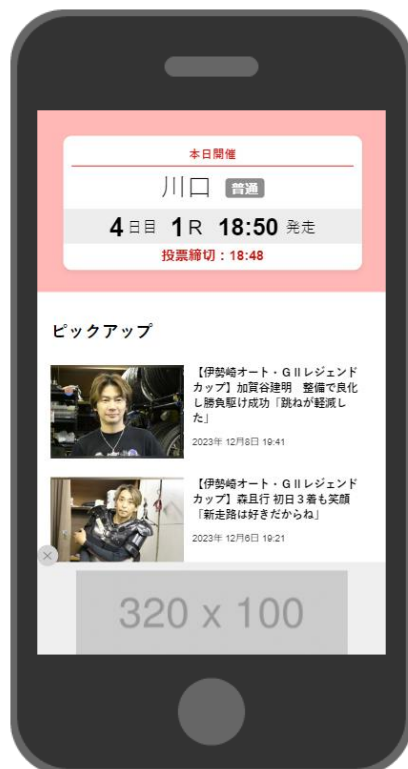 本日開催
川口 普通
4日目 1R 18:50 発走
投票締切：18:48
ピックアップ
【伊勢崎オート・ＧⅡレジェンド
カップ】加賀谷建明　整備で良化
し勝負駆け成功「跳ねが軽減し
た」
2023年 12月8日 19:41
【伊勢崎オート・ＧⅡレジェンド
カップ】森且行 初日３着も笑顔
「新走路は好きだからね」
2023年 12月6日 19:21
320 x 100